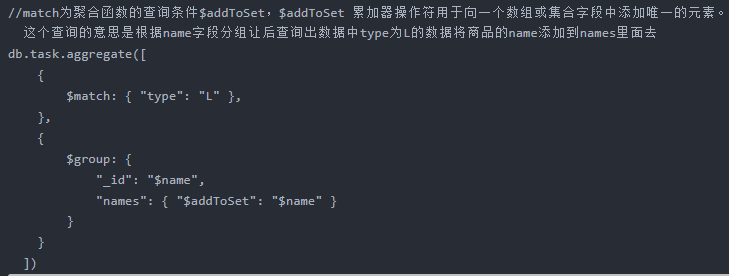 //match为聚合函数的查询条件$addToSet，$addToSet 累加器操作符用于向一个数组或集合字段中添加唯一的元素。
  这个查询的意思是根据name字段分组让后查询出数据中type为L的数据将商品的name添加到names里面去
db.task.aggregate([
    {
        $match: { "type": "L" },
    },
    {
        $group: {
            "_id": "$name",
            "names": { "$addToSet": "$name" }
        }
    }
  ])